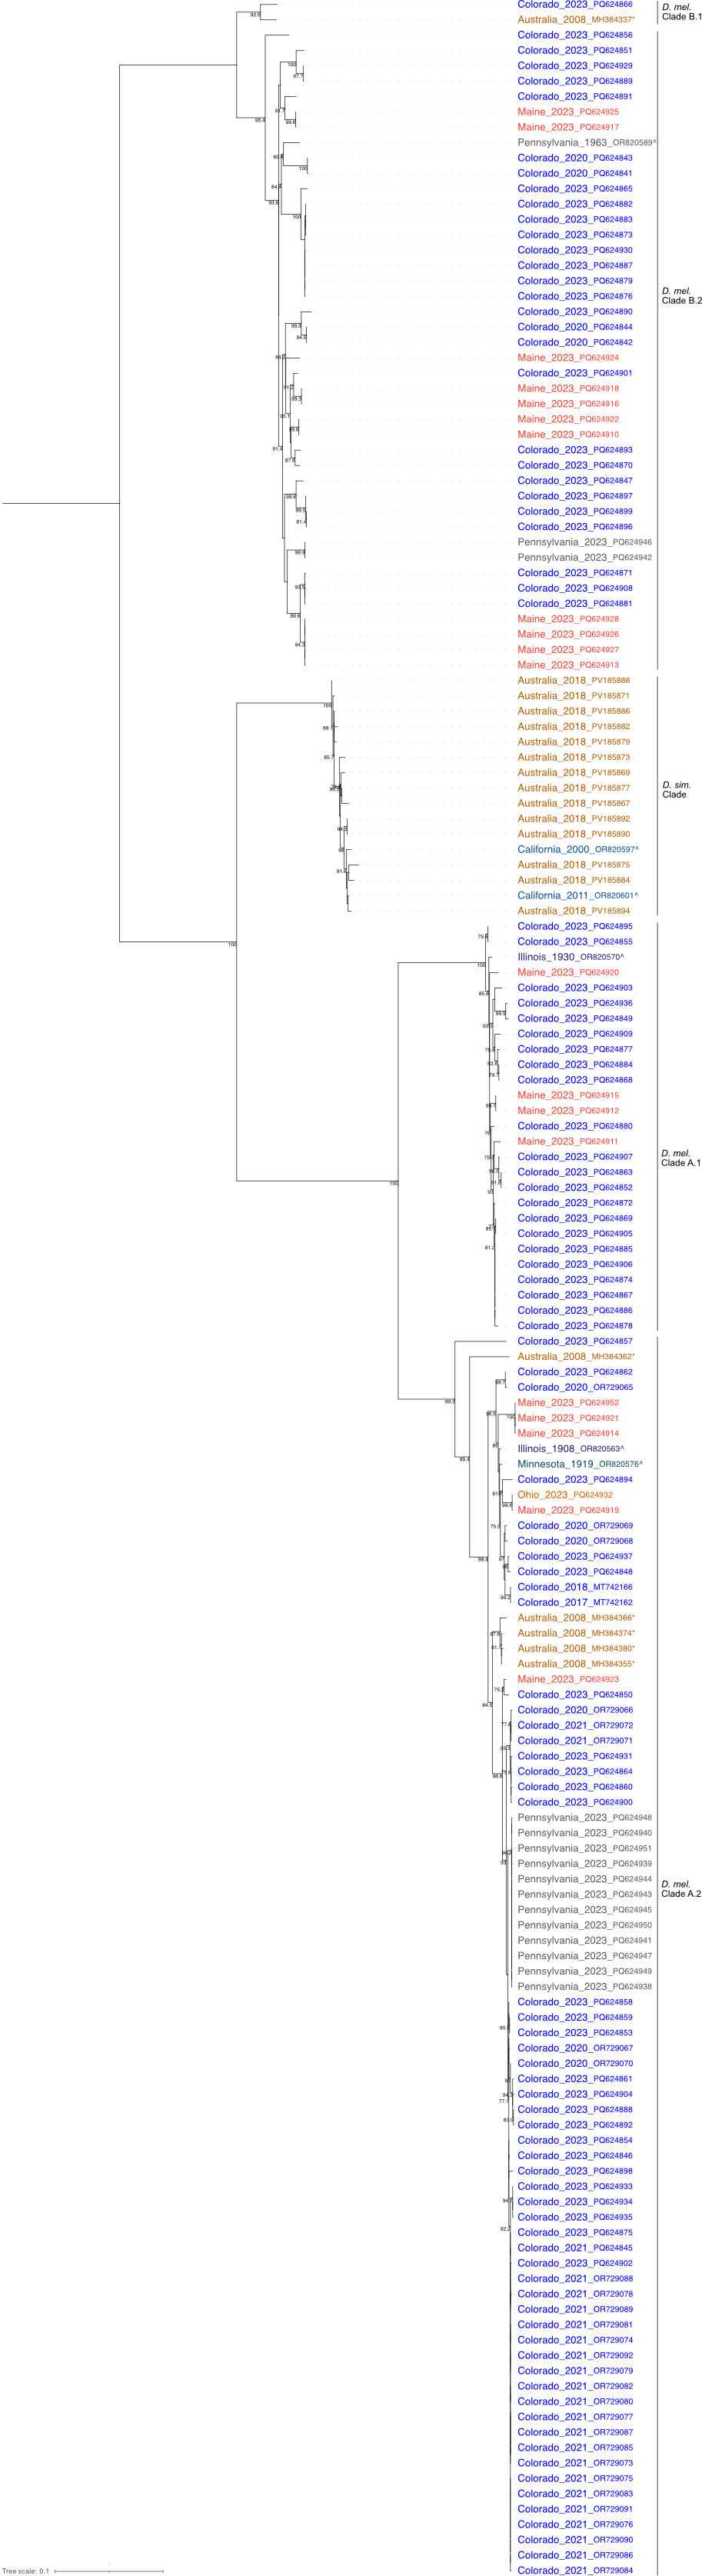 Colorado_2023_PQ624866
Australia_2008_MH384337*
D. mel.
Clade B.1
Colorado_2023_PQ624856
Colorado_2023_PQ624851
Colorado_2023_PQ624929
Colorado_2023_PQ624889
Colorado_2023_PQ624891
Maine_2023_PQ624925
Maine_2023_PQ624917
Pennsylvania_1963_OR820589^
Colorado_2020_PQ624843
Colorado_2020_PQ624841
Colorado_2023_PQ624865
Colorado_2023_PQ624882
Colorado_2023_PQ624883
Colorado_2023_PQ624873
Colorado_2023_PQ624930
Colorado_2023_PQ624887
Colorado_2023_PQ624879
Colorado_2023_PQ624876
D. mel.
Clade B.2
Colorado_2023_PQ624890
Colorado_2020_PQ624844
Colorado_2020_PQ624842
Maine_2023_PQ624924
Colorado_2023_PQ624901
Maine_2023_PQ624918
Maine_2023_PQ624916
Maine_2023_PQ624922
Maine_2023_PQ624910
Colorado_2023_PQ624893
Colorado_2023_PQ624870
Colorado_2023_PQ624847
Colorado_2023_PQ624897
Colorado_2023_PQ624899
Colorado_2023_PQ624896
Pennsylvania_2023_PQ624946
Pennsylvania_2023_PQ624942
Colorado_2023_PQ624871
Colorado_2023_PQ624908
Colorado_2023_PQ624881
Maine_2023_PQ624928
Maine_2023_PQ624926
Maine_2023_PQ624927
Maine_2023_PQ624913
Australia_2018_PV185888
Australia_2018_PV185871
Australia_2018_PV185886
Australia_2018_PV185882
Australia_2018_PV185879
Australia_2018_PV185873
Australia_2018_PV185869
Australia_2018_PV185877
Australia_2018_PV185867
D. sim.
Clade
Australia_2018_PV185892
Australia_2018_PV185890
California_2000_OR820597^
Australia_2018_PV185875
Australia_2018_PV185884
California_2011_OR820601^
Australia_2018_PV185894
Colorado_2023_PQ624895
Colorado_2023_PQ624855
Illinois_1930_OR820570^
Maine_2023_PQ624920
Colorado_2023_PQ624903
Colorado_2023_PQ624936
Colorado_2023_PQ624849
Colorado_2023_PQ624909
Colorado_2023_PQ624877
Colorado_2023_PQ624884
Colorado_2023_PQ624868
Maine_2023_PQ624915
Maine_2023_PQ624912
Colorado_2023_PQ624880
Maine_2023_PQ624911
Colorado_2023_PQ624907
D. mel.
Clade A.1
Colorado_2023_PQ624863
Colorado_2023_PQ624852
Colorado_2023_PQ624872
Colorado_2023_PQ624869
Colorado_2023_PQ624905
Colorado_2023_PQ624885
Colorado_2023_PQ624906
Colorado_2023_PQ624874
Colorado_2023_PQ624867
Colorado_2023_PQ624886
Colorado_2023_PQ624878
Colorado_2023_PQ624857
Australia_2008_MH384362*
Colorado_2023_PQ624862
Colorado_2020_OR729065
Maine_2023_PQ624952
Maine_2023_PQ624921
Maine_2023_PQ624914
Illinois_1908_OR820563^
Minnesota_1919_OR820576^
Colorado_2023_PQ624894
Ohio_2023_PQ624932
Maine_2023_PQ624919
Colorado_2020_OR729069
Colorado_2020_OR729068
Colorado_2023_PQ624937
Colorado_2023_PQ624848
Colorado_2018_MT742166
Colorado_2017_MT742162
Australia_2008_MH384366*
Australia_2008_MH384374*
Australia_2008_MH384380*
Australia_2008_MH384355*
Maine_2023_PQ624923
Colorado_2023_PQ624850
Colorado_2020_OR729066
Colorado_2021_OR729072
Colorado_2021_OR729071
Colorado_2023_PQ624931
Colorado_2023_PQ624864
Colorado_2023_PQ624860
Colorado_2023_PQ624900
Pennsylvania_2023_PQ624948
Pennsylvania_2023_PQ624940
Pennsylvania_2023_PQ624951
Pennsylvania_2023_PQ624939
Pennsylvania_2023_PQ624944
D. mel.
Clade A.2
Pennsylvania_2023_PQ624943
Pennsylvania_2023_PQ624945
Pennsylvania_2023_PQ624950
Pennsylvania_2023_PQ624941
Pennsylvania_2023_PQ624947
Pennsylvania_2023_PQ624949
Pennsylvania_2023_PQ624938
Colorado_2023_PQ624858
Colorado_2023_PQ624859
Colorado_2023_PQ624853
Colorado_2020_OR729067
Colorado_2020_OR729070
Colorado_2023_PQ624861
Colorado_2023_PQ624904
Colorado_2023_PQ624888
Colorado_2023_PQ624892
Colorado_2023_PQ624854
Colorado_2023_PQ624846
Colorado_2023_PQ624898
Colorado_2023_PQ624933
Colorado_2023_PQ624934
Colorado_2023_PQ624935
Colorado_2023_PQ624875
Colorado_2021_PQ624845
Colorado_2023_PQ624902
Colorado_2021_OR729088
Colorado_2021_OR729078
Colorado_2021_OR729089
Colorado_2021_OR729081
Colorado_2021_OR729074
Colorado_2021_OR729092
Colorado_2021_OR729079
Colorado_2021_OR729082
Colorado_2021_OR729080
Colorado_2021_OR729077
Colorado_2021_OR729087
Colorado_2021_OR729085
Colorado_2021_OR729073
Colorado_2021_OR729075
Colorado_2021_OR729083
Colorado_2021_OR729091
Colorado_2021_OR729076
Colorado_2021_OR729090
Colorado_2021_OR729086
Colorado_2021_OR729084
Tree scale: 0.1